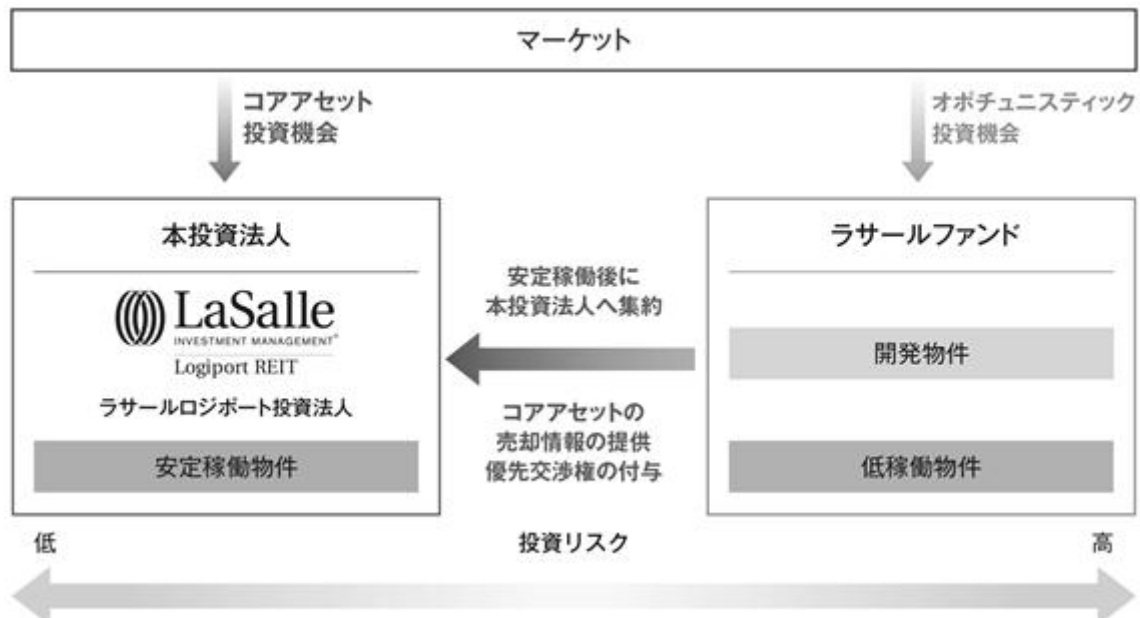 マーケット
コアアセット
投資機会
オポチュニスティック
投資機会
本投資法人
LaSalle
INVESTMENT MANAGEMENT®
Logiport REIT
ラサールロジポート投資法人
安定稼働物件
安定稼働後に
本投資法人へ集約
コアアセットの
売却情報の提供
優先交渉権の付与
ラサールファンド
開発物件
低稼働物件
低
投資リスク
高